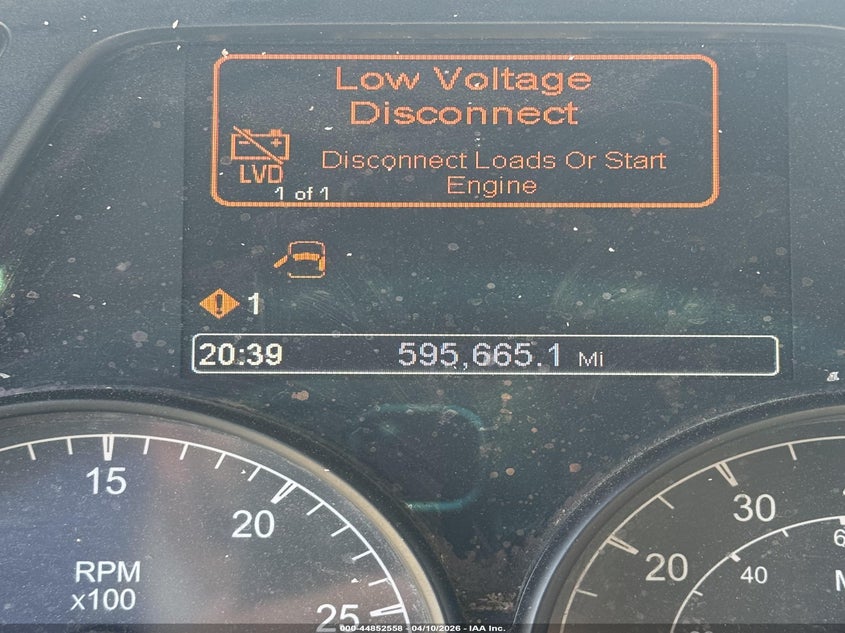 Low Voltage
Disconnect
LVD
Disconnect Loads Or Start
Engine
1 of 1
1
20:39 595,665.1 Mi
15
20
25
RPM
x100
30
20
40
000-44852558 - 04/10/2026 - IAA Inc.